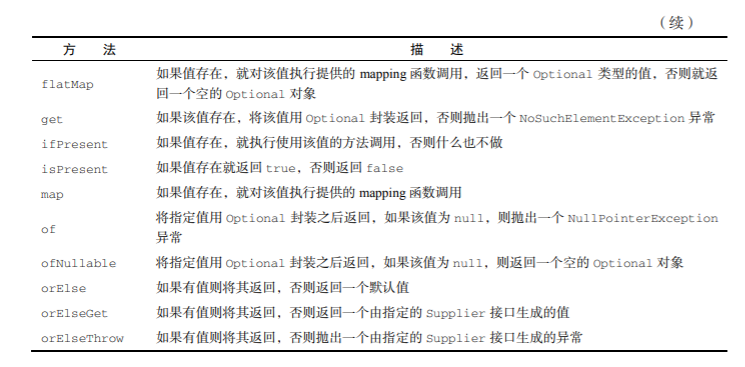 （续）
方　　法　　描　　述
flatMap　如果值存在，就对该值执行提供的 mapping 函数调用，返回一个 Optional 类型的值，否则就返
回一个空的 Optional 对象
get　如果该值存在，将该值用 Optional 封装返回，否则抛出一个 NoSuchElementException 异常
ifPresent　如果值存在，就执行使用该值的方法调用，否则什么也不做
isPresent　如果值存在就返回 true，否则返回 false
map　如果值存在，就对该值执行提供的 mapping 函数调用
of　将指定值用 Optional 封装之后返回，如果该值为 null，则抛出一个 NullPointerException
异常
ofNullable　将指定值用 Optional 封装之后返回，如果该值为 null，则返回一个空的 Optional 对象
orElse　如果有值则将其返回，否则返回一个默认值
orElseGet　如果有值则将其返回，否则返回一个由指定的 Supplier 接口生成的值
orElseThrow　如果有值则将其返回，否则抛出一个由指定的 Supplier 接口生成的异常